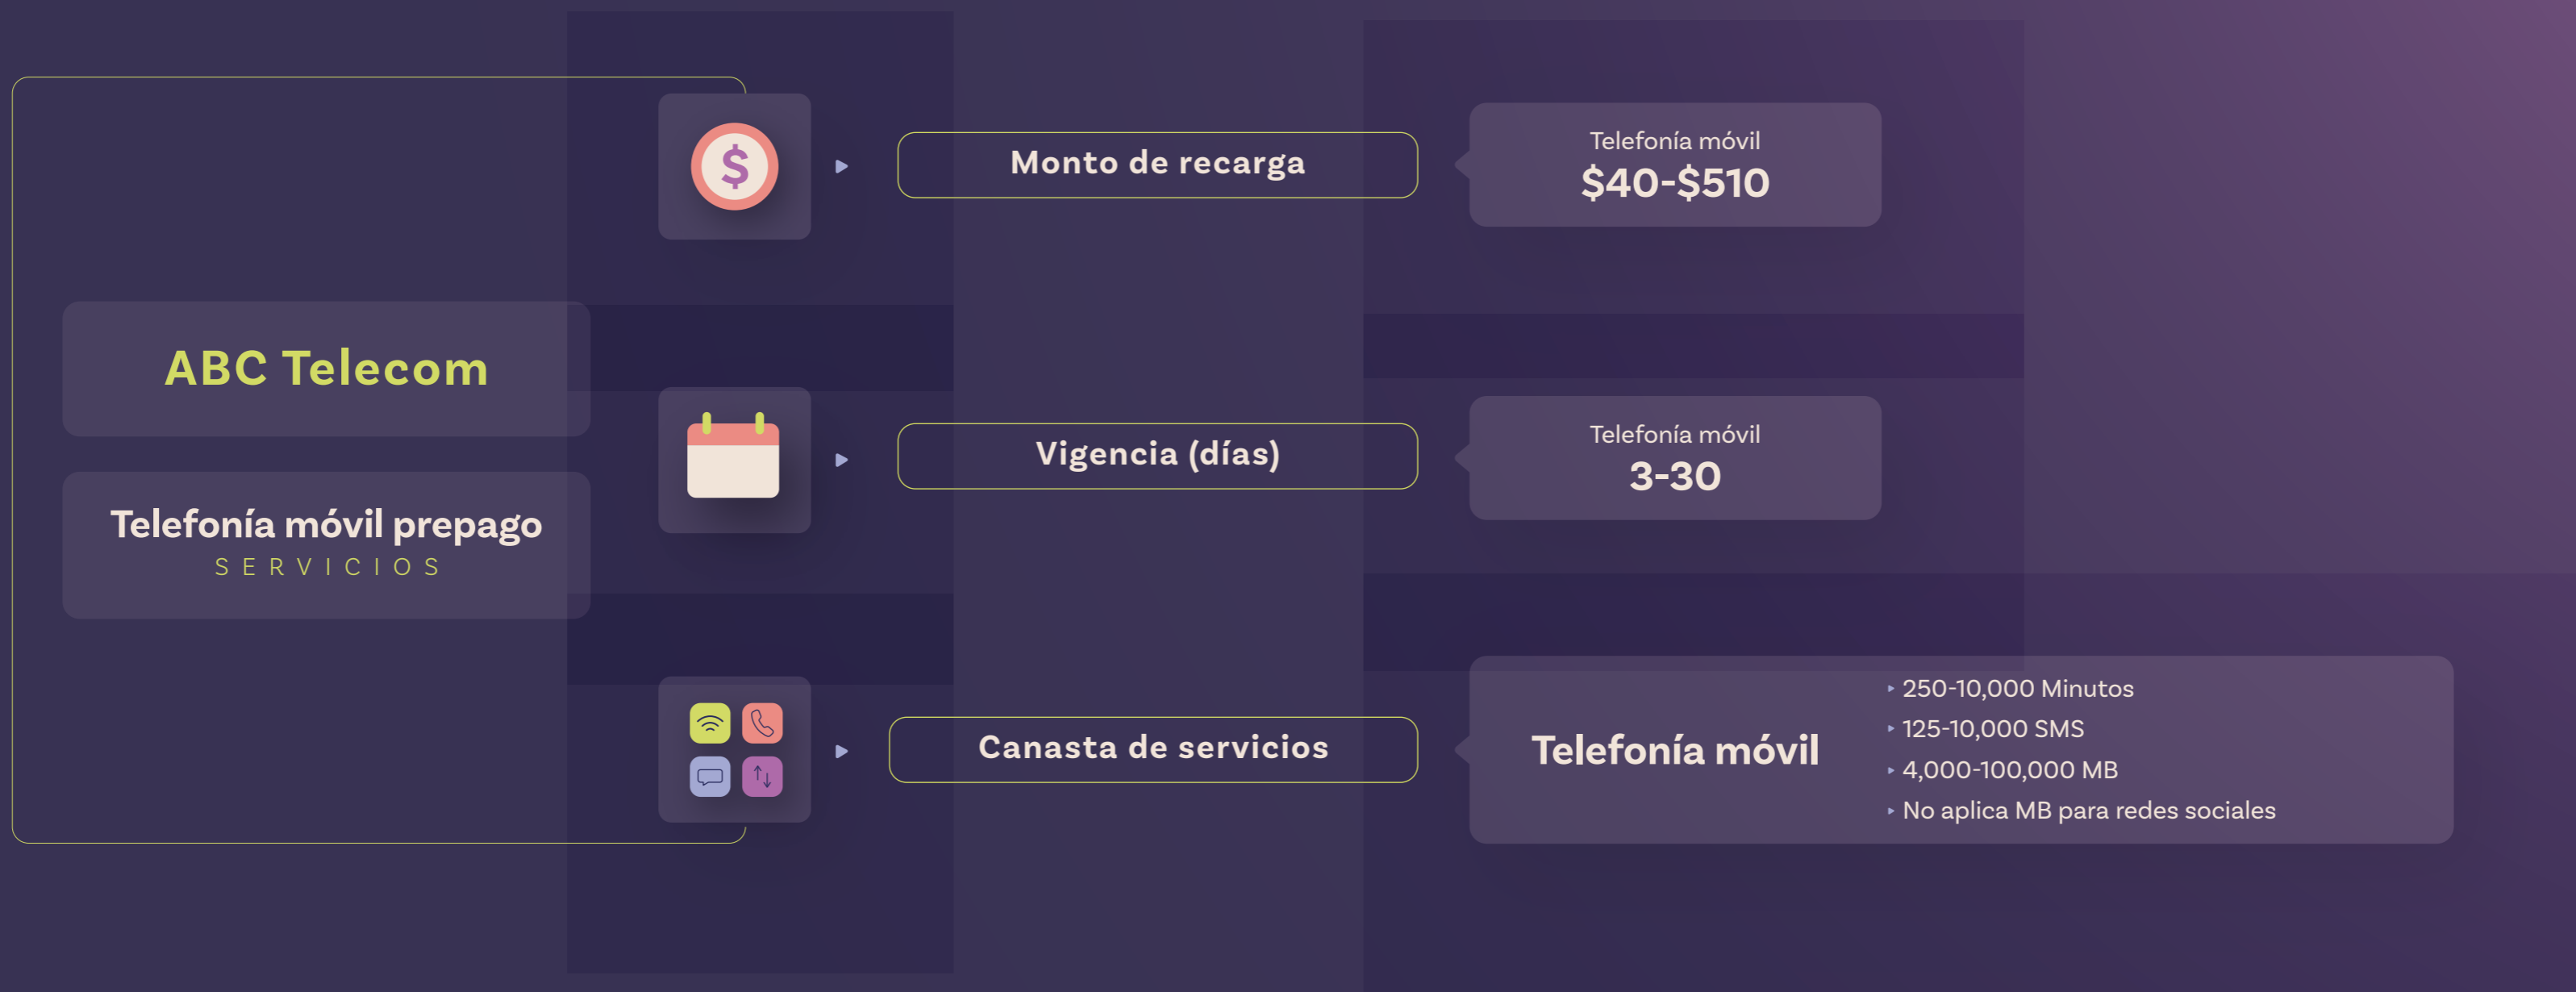 ABC Telecom
Telefonía móvil prepago
SERVICIOS
$
Monto de recarga
Telefonía móvil
$40-$510
Vigencia (días)
Telefonía móvil
3-30
Canasta de servicios
Telefonía móvil
250-10,000 Minutos
125-10,000 SMS
4,000-100,000 MB
No aplica MB para redes sociales